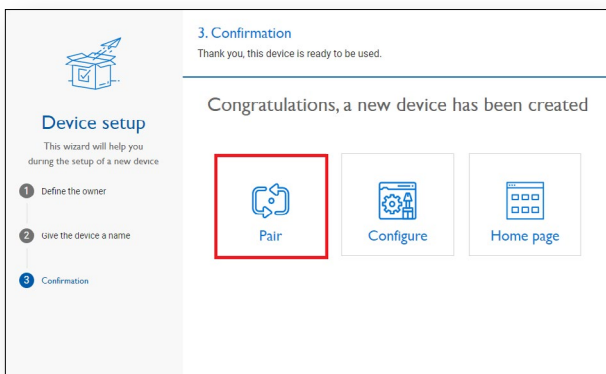 Device setup
This wizard will help you
during the setup of a new device
1 Define the owner
2 Give the device a name
3 Confirmation
3. Confirmation
Thank you, this device is ready to be used.
Congratulations, a new device has been created
Pair
Configure
Home page